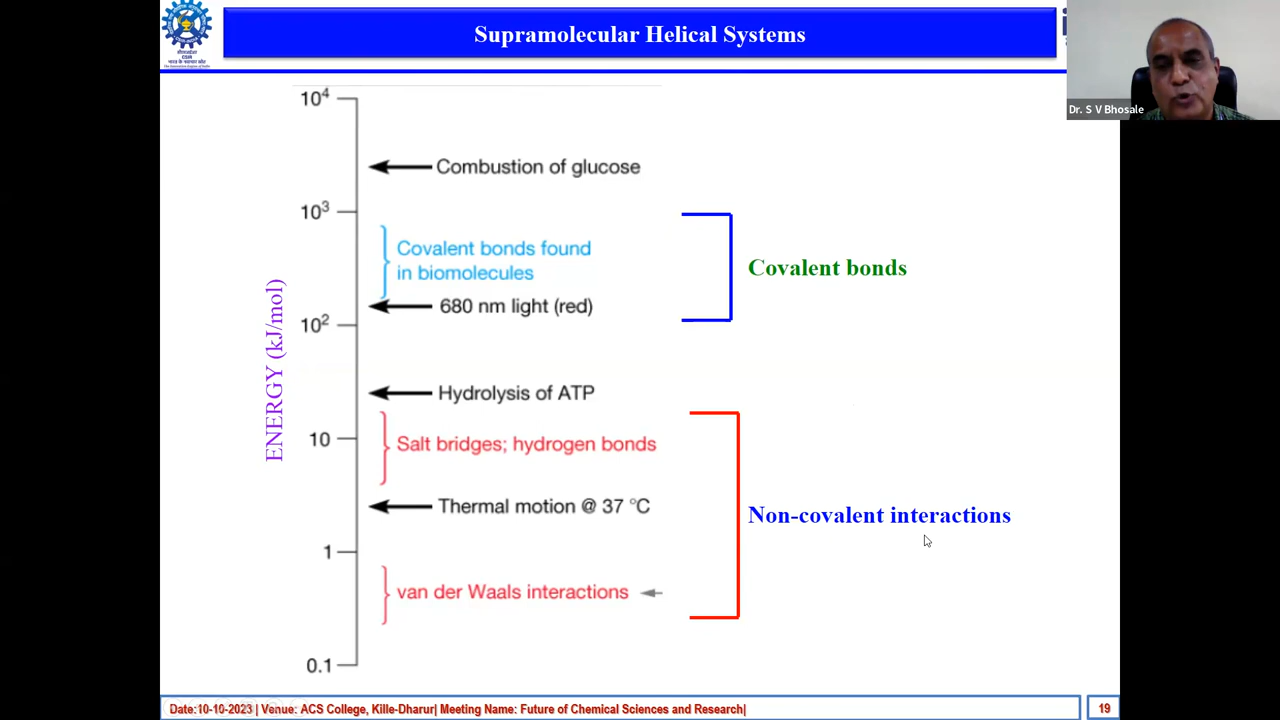 Supramolecular Helical Systems
Dr. S V Bhosale
10⁴
Combustion of glucose
10³
Covalent bonds found
in biomolecules
Covalent bonds
680 nm light (red)
10²
ENERGY (kJ/mol)
Hydrolysis of ATP
10
Salt bridges; hydrogen bonds
Thermal motion @ 37 °C
Non-covalent interactions
1
van der Waals interactions
0.1
Date:10-10-2023| Venue: ACS College, Kille-Dharur| Meeting Name: Future of Chemical Sciences and Research|
19